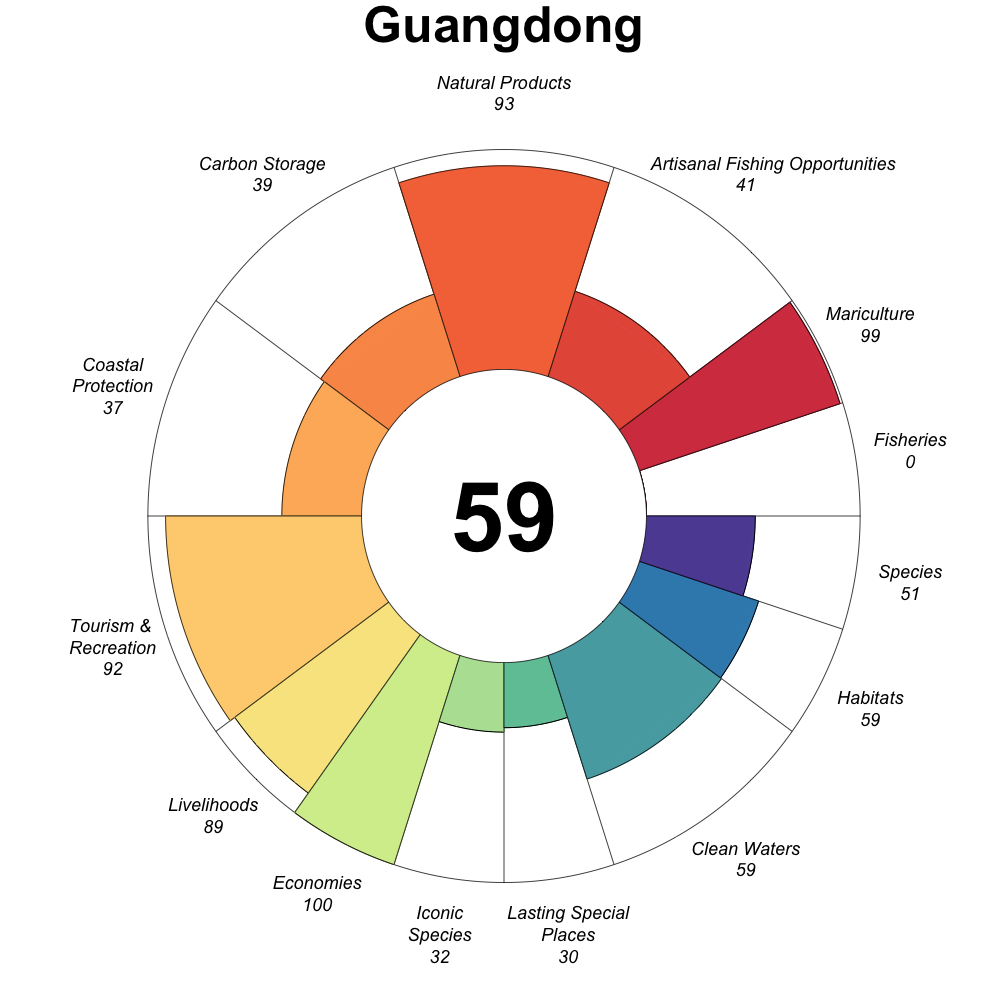 Guangdong
Natural Products
93
Carbon Storage
39
Artisanal Fishing Opportunities
41
Mariculture
99
Coastal
Protection
37
Fisheries
0
59
Species
51
Tourism &
Recreation
92
Habitats
59
Livelihoods
89
Clean Waters
59
Economies
100
Iconic
Species
32
Lasting Special
Places
30